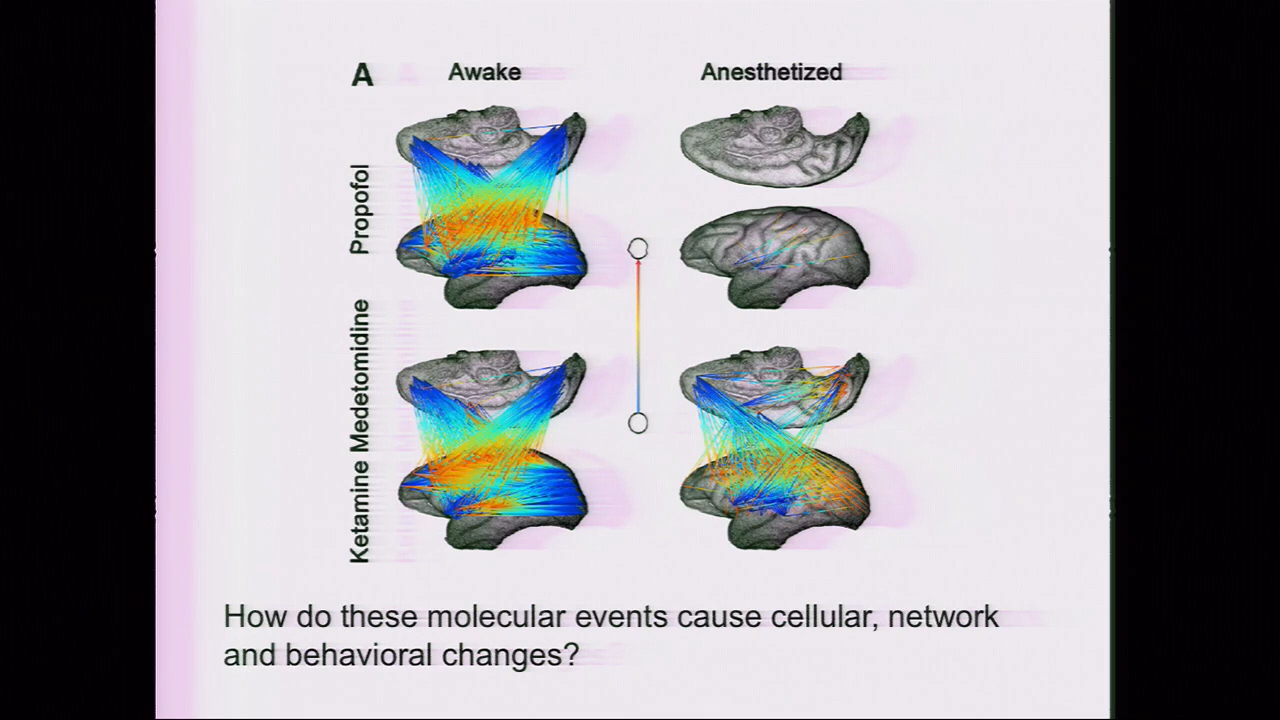 A
Awake
Anesthetized
Propofol
Ketamine Medetomidine
How do these molecular events cause cellular, network
and behavioral changes?